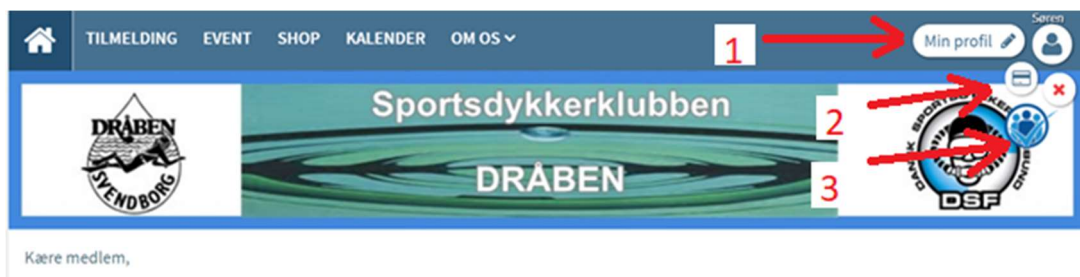 Søren
TILMELDING EVENT SHOP KALENDER OM OS
1
Min profil
DRÅBEN
SVENDBORG
Sportsdykkerklubben
DRÅBEN
2
3
DANSK SPORTSDYKKER
BUND
DSF
Kære medlem,